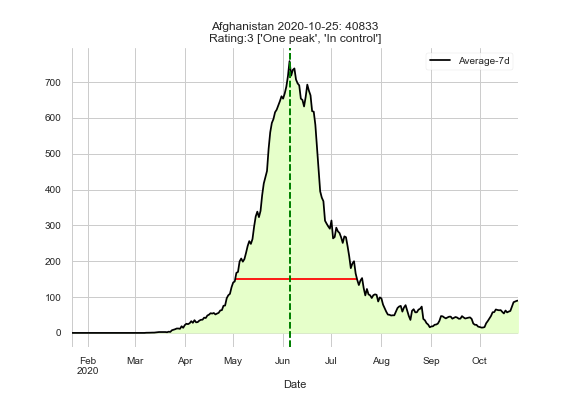 Afghanistan 2020-10-25: 40833
Rating:3 ['One peak', 'In control']
Average-7d
700
600
500
400
300
200
100
0
Feb Mar Apr May Jun Jul Aug Sep Oct
2020
Date